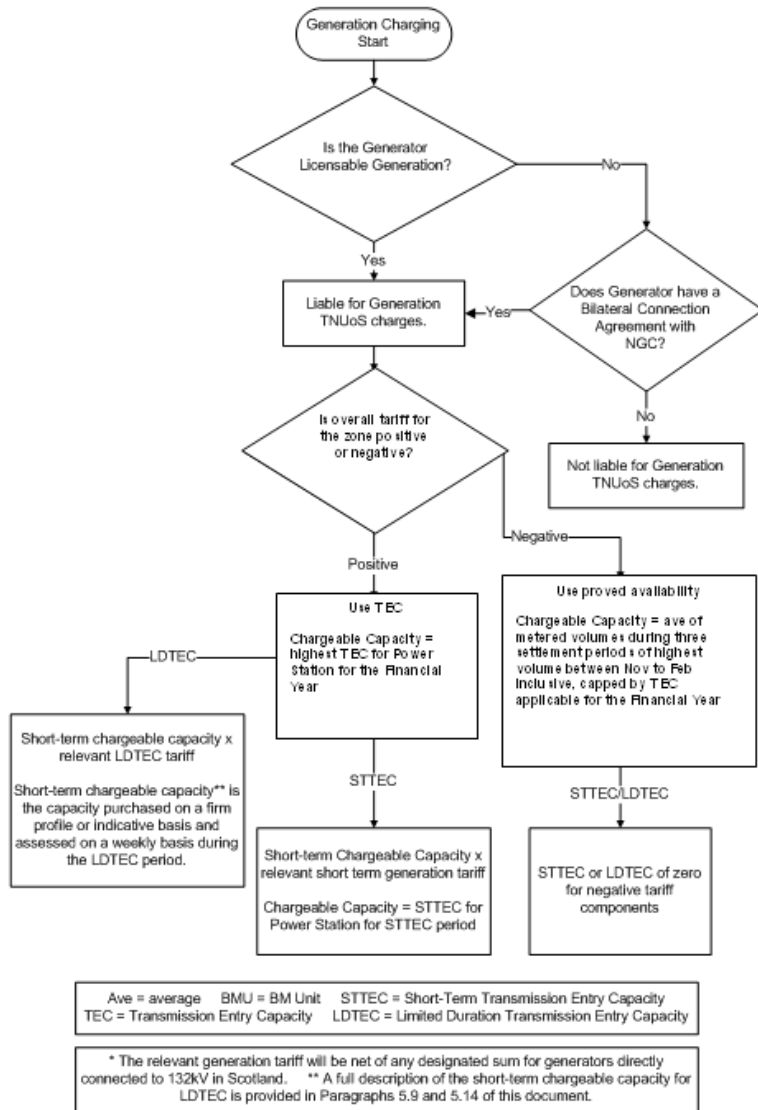 Generation Charging
Start
Is the Generator
Licensable Generation?
No
Yes
Does Generator have a
Bilateral Connection
Agreement with
NGC?
Liable for Generation
TNUoS charges.
Yes
No
Is overall tariff for
the zone positive
or negative?
Not liable for Generation
TNUoS charges.
Negative
Positive
Use TEC
Chargeable Capacity =
highest TEC for Power
Station for the Financial
Year
Use proved availability
Chargeable Capacity = ave of
metered volumes during three
settlement periods of highest
volume between Nov to Feb
inclusive, capped by TEC
applicable for the Financial Year
LDTEC
Short-term chargeable capacity x
relevant LDTEC tariff
Short-term chargeable capacity** is
the capacity purchased on a firm
profile or indicative basis and
assessed on a weekly basis during
the LDTEC period.
STTEC
STTEC/LDTEC
Short-term Chargeable Capacity x
relevant short term generation tariff
Chargeable Capacity = STTEC for
Power Station for STTEC period
STTEC or LDTEC of zero
for negative tariff
components
Ave = average BMU = BM Unit STTEC = Short-Term Transmission Entry Capacity
TEC = Transmission Entry Capacity LDTEC = Limited Duration Transmission Entry Capacity
* The relevant generation tariff will be net of any designated sum for generators directly
connected to 132kV in Scotland. ** A full description of the short-term chargeable capacity for
LDTEC is provided in Paragraphs 5.9 and 5.14 of this document.